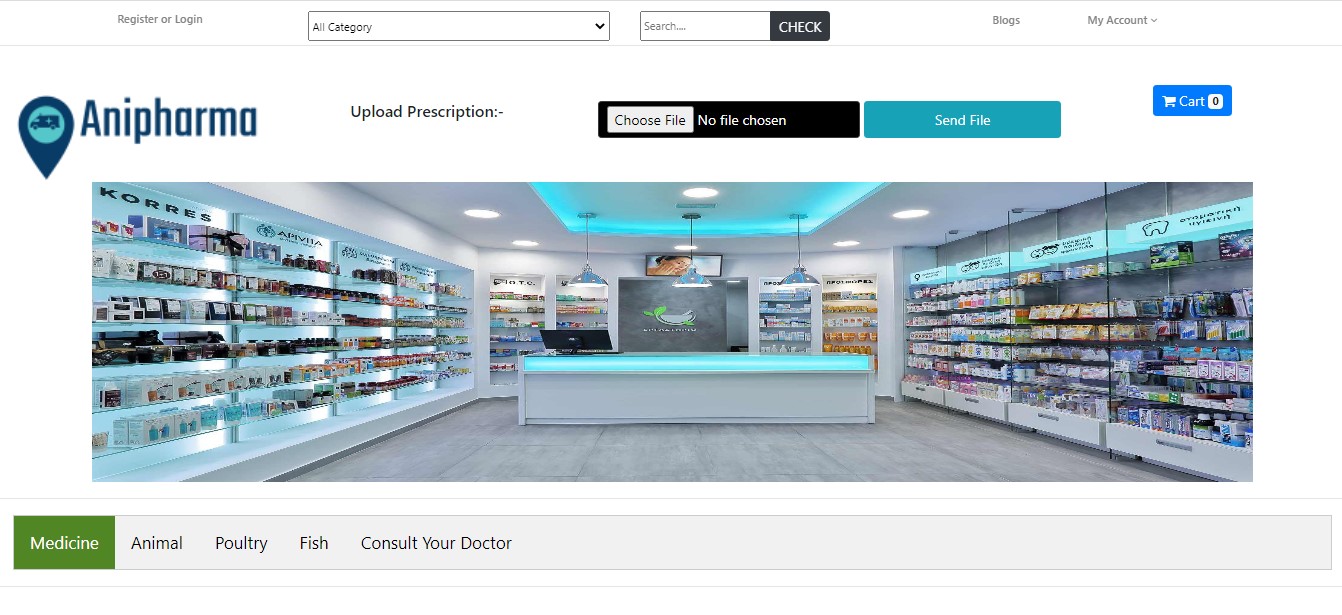 Register or Login
All Category
Search....
CHECK
Blogs
My Account
Anipharma
Upload Prescription:-
Choose File No file chosen
Send File
Cart 0
KORRES
APIVITA
Medicine
Animal
Poultry
Fish
Consult Your Doctor